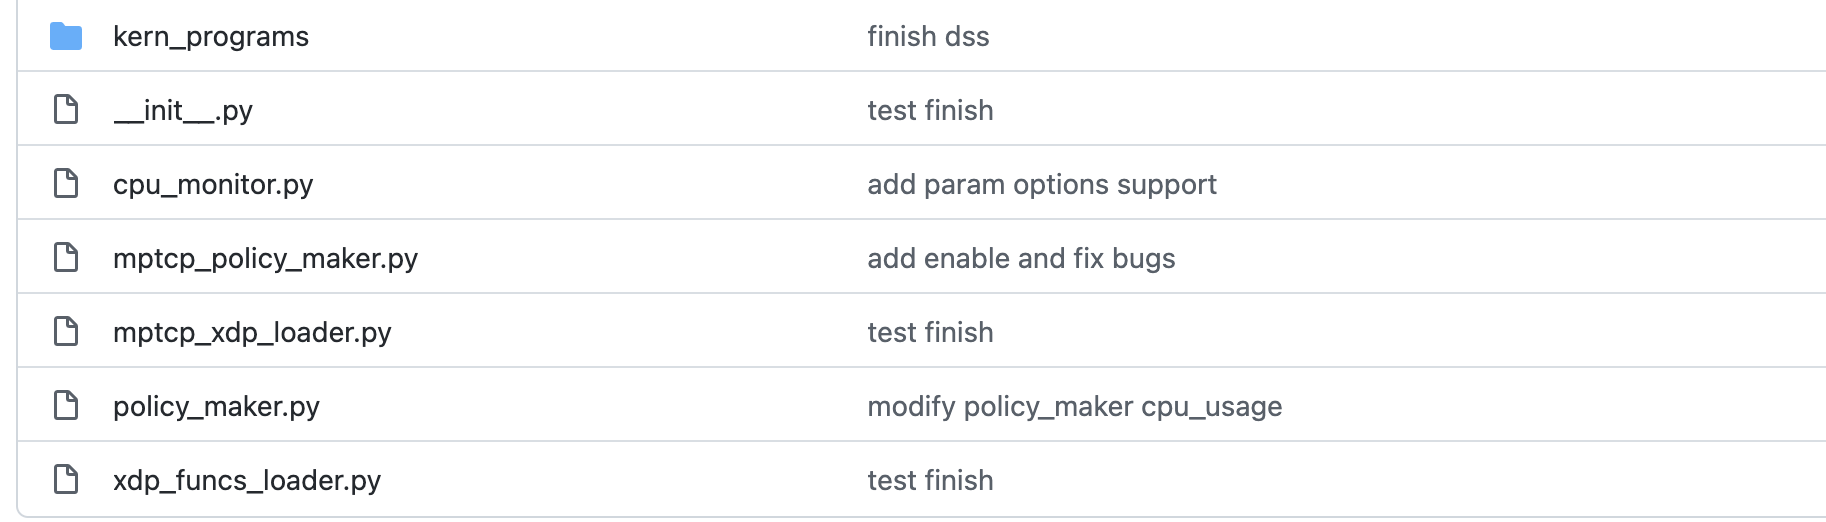 kern_programs finish dss
__init__.py test finish
cpu_monitor.py add param options support
mptcp_policy_maker.py add enable and fix bugs
mptcp_xdp_loader.py test finish
policy_maker.py modify policy_maker cpu_usage
xdp_funcs_loader.py test finish